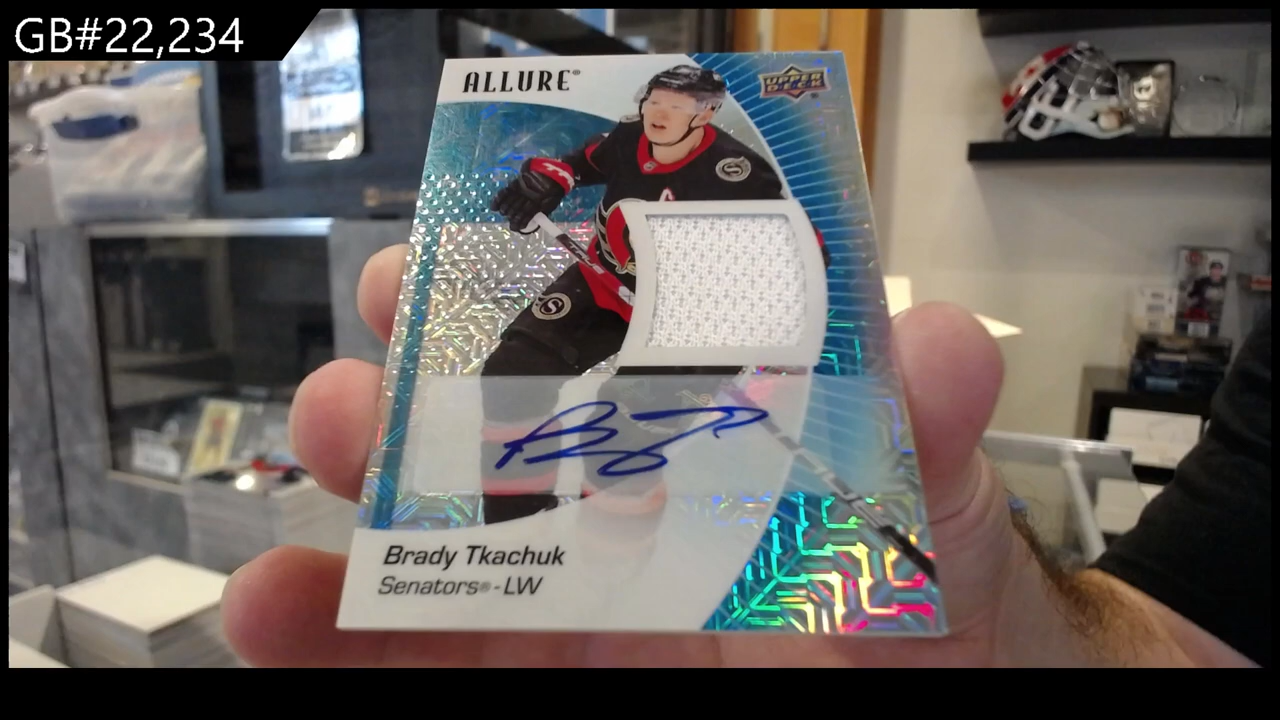 GB#22,234
ALLURE®
UPPER
DECK
Brady Tkachuk
Senators®-LW